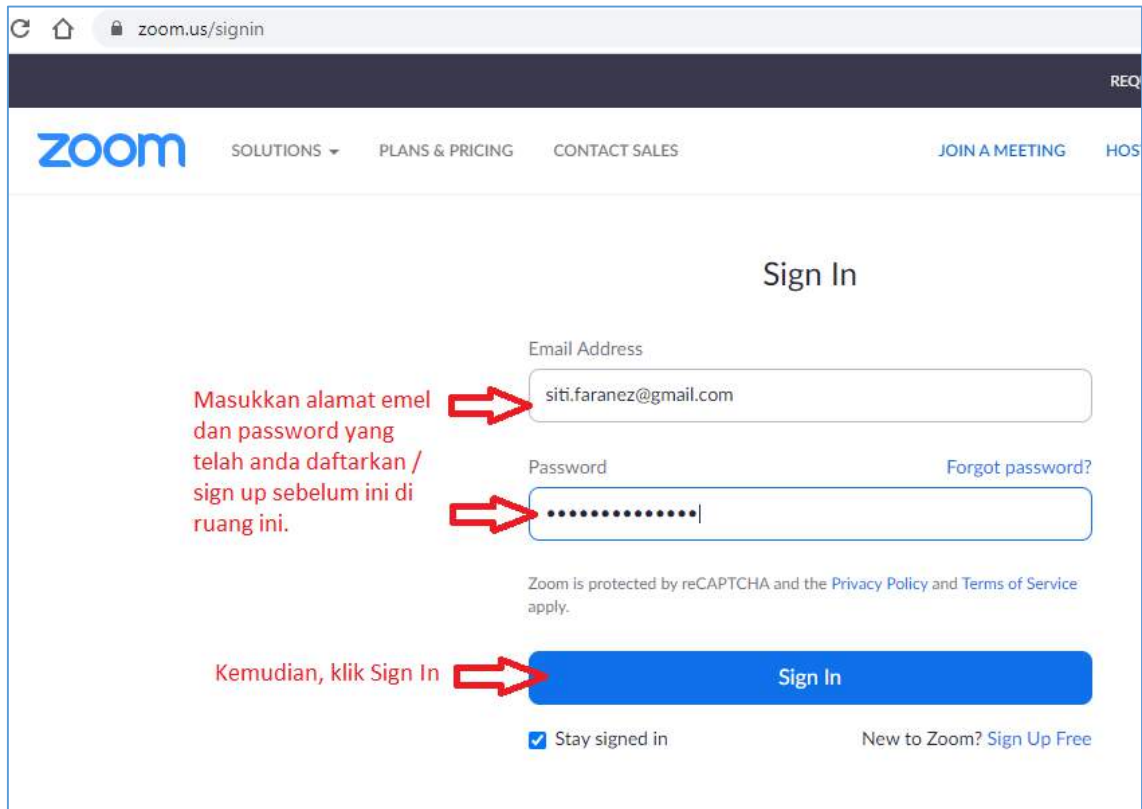 zoom.us/signin
REQ
zoom SOLUTIONS PLANS & PRICING CONTACT SALES JOIN A MEETING HOS
Sign In
Email Address
siti.faranez@gmail.com
Masukkan alamat emel
dan password yang
telah anda daftarkan /
sign up sebelum ini di
ruang ini.
Password Forgot password?
••••••••••••••
Zoom is protected by reCAPTCHA and the Privacy Policy and Terms of Service
apply.
Kemudian, klik Sign In
Sign In
Stay signed in New to Zoom? Sign Up Free